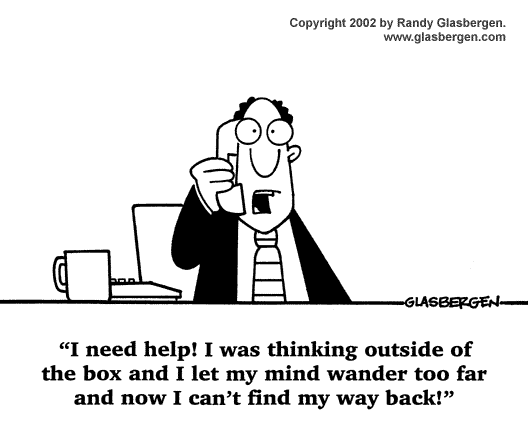 Copyright 2002 by Randy Glasbergen.
www.glasbergen.com
GLASBERGEN
“I need help! I was thinking outside of
the box and I let my mind wander too far
and now I can’t find my way back!”